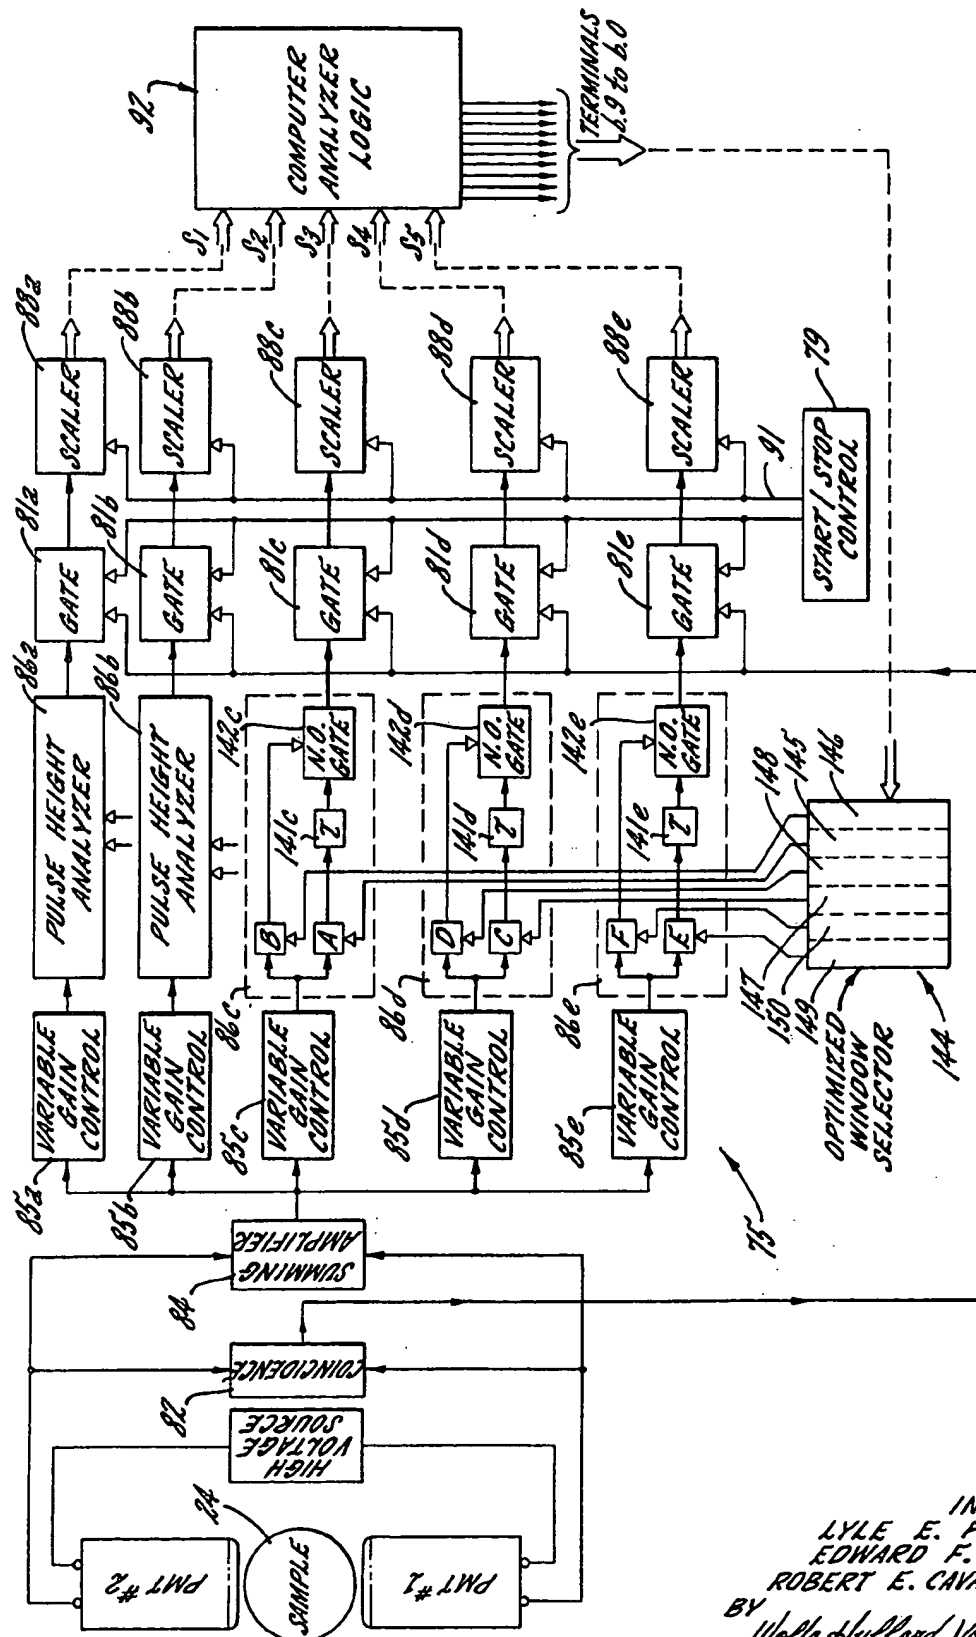 92
COMPUTER
ANALYZER
LOGIC
TERMINALS
6.9 to 6.0
S1
S2
S3
S4
S5
88a
SCALER
88b
SCALER
88c
SCALER
88d
SCALER
88e
SCALER
79
START/STOP
CONTROL
91
81a
GATE
81b
GATE
81c
GATE
81d
GATE
81e
GATE
86a
PULSE HEIGHT
ANALYZER
86b
PULSE HEIGHT
ANALYZER
142c
N.O.
GATE
141c
τ
B
A
86c
142d
N.O.
GATE
141d
τ
D
C
86d
142e
N.O.
GATE
141e
τ
F
E
86e
148
145
146
147
150
149
OPTIMIZED
WINDOW
SELECTOR
144
85a
VARIABLE
GAIN
CONTROL
85b
VARIABLE
GAIN
CONTROL
85c
VARIABLE
GAIN
CONTROL
85d
VARIABLE
GAIN
CONTROL
85e
VARIABLE
GAIN
CONTROL
75
84
SUMMING
AMPLIFIER
82
COINCIDENCE
HIGH
VOLTAGE
SOURCE
24
SAMPLE
PMT #2
PMT #1
IN
LYLE E.
EDWARD F.
ROBERT E. CAVA
BY